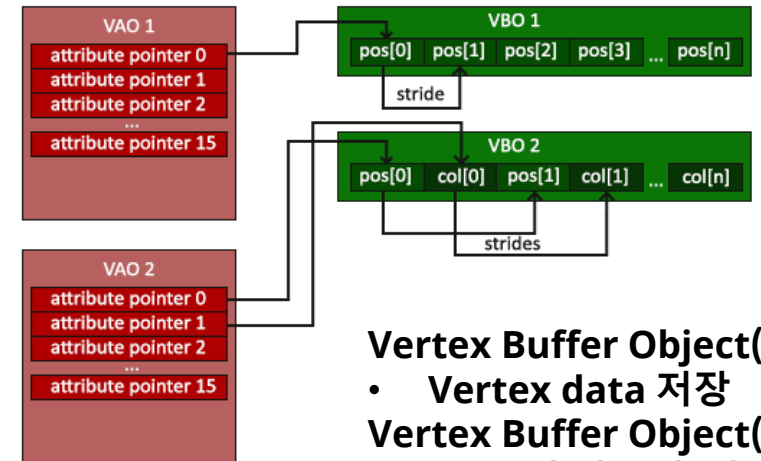 VAO 1
attribute pointer 0
attribute pointer 1
attribute pointer 2
...
attribute pointer 15
VBO 1
pos[0] pos[1] pos[2] pos[3] ... pos[n]
stride
VBO 2
pos[0] col[0] pos[1] col[1] ... col[n]
strides
VAO 2
attribute pointer 0
attribute pointer 1
attribute pointer 2
...
attribute pointer 15
Vertex Buffer Object(
• Vertex data 저장
Vertex Buffer Object(